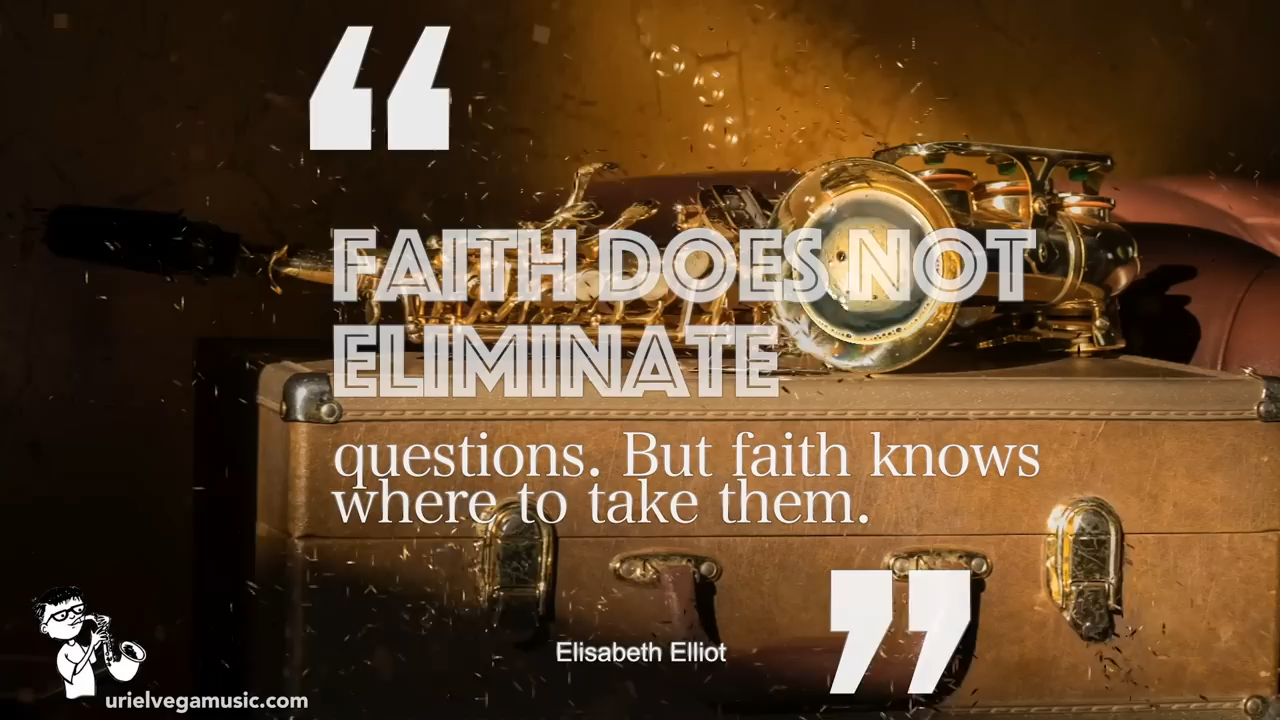 “
FAITH DOES NOT
ELIMINATE
questions. But faith knows
where to take them.
”
Elisabeth Elliot
urielvegamusic.com